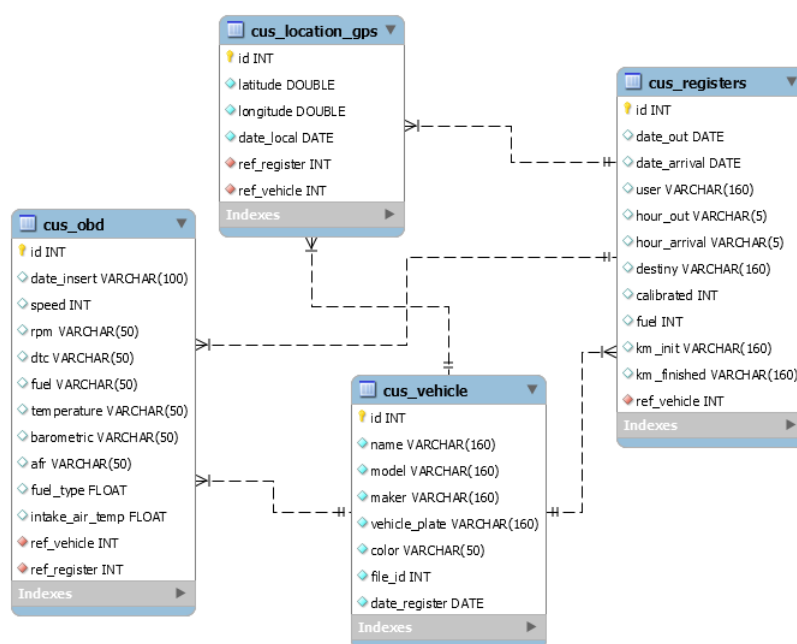 cus_location_gps
id INT
latitude DOUBLE
longitude DOUBLE
date_local DATE
ref_register INT
ref_vehicle INT
Indexes
cus_registers
id INT
date_out DATE
date_arrival DATE
user VARCHAR(160)
hour_out VARCHAR(5)
hour_arrival VARCHAR(5)
destiny VARCHAR(160)
calibrated INT
fuel INT
km_init VARCHAR(160)
km_finished VARCHAR(160)
ref_vehicle INT
Indexes
cus_obd
id INT
date_insert VARCHAR(100)
speed INT
rpm VARCHAR(50)
dtc VARCHAR(50)
fuel VARCHAR(50)
temperature VARCHAR(50)
barometric VARCHAR(50)
afr VARCHAR(50)
fuel_type FLOAT
intake_air_temp FLOAT
ref_vehicle INT
ref_register INT
Indexes
cus_vehicle
id INT
name VARCHAR(160)
model VARCHAR(160)
maker VARCHAR(160)
vehicle_plate VARCHAR(160)
color VARCHAR(50)
file_id INT
date_register DATE
Indexes